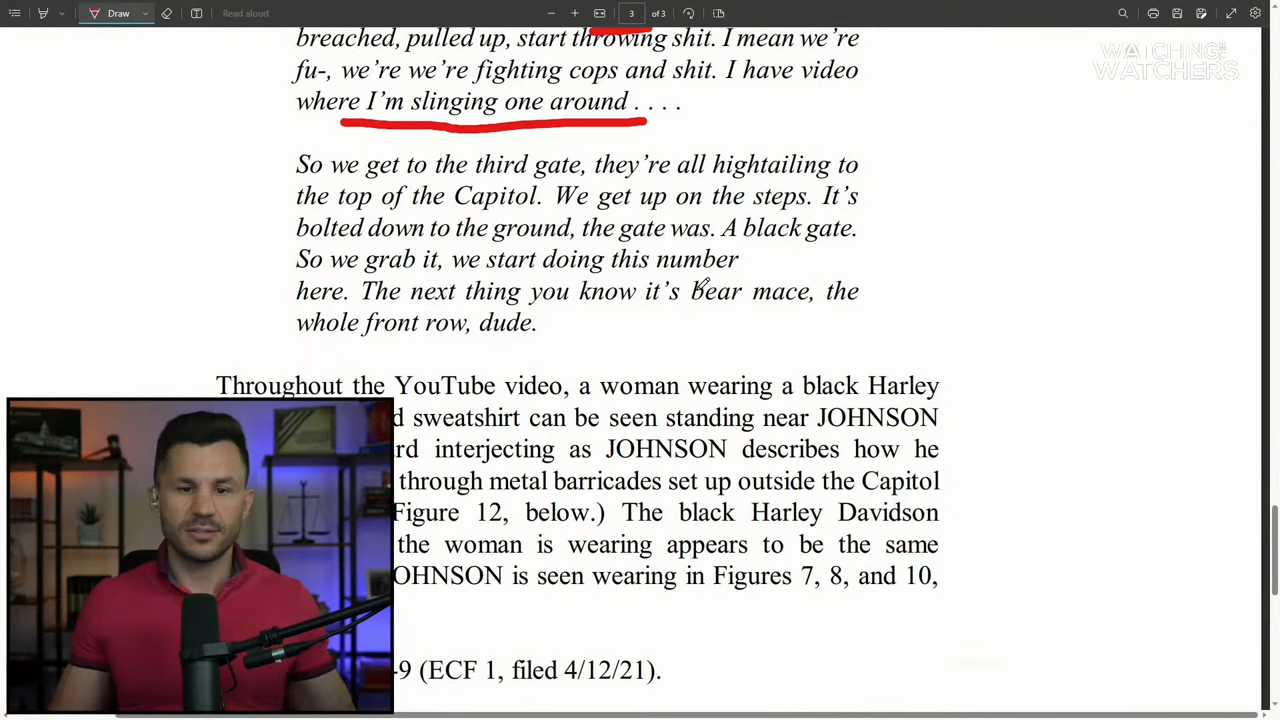 Draw
Read aloud
3 of 3
WATCHING THE
WATCHERS
breached, pulled up, start throwing shit. I mean we're
fu-, we're we're fighting cops and shit. I have video
where I'm slinging one around . . . .
So we get to the third gate, they're all hightailing to
the top of the Capitol. We get up on the steps. It's
bolted down to the ground, the gate was. A black gate.
So we grab it, we start doing this number
here. The next thing you know it's bear mace, the
whole front row, dude.
Throughout the YouTube video, a woman wearing a black Harley
d sweatshirt can be seen standing near JOHNSON
rd interjecting as JOHNSON describes how he
through metal barricades set up outside the Capitol
Figure 12, below.) The black Harley Davidson
the woman is wearing appears to be the same
OHNSON is seen wearing in Figures 7, 8, and 10,
-9 (ECF 1, filed 4/12/21).